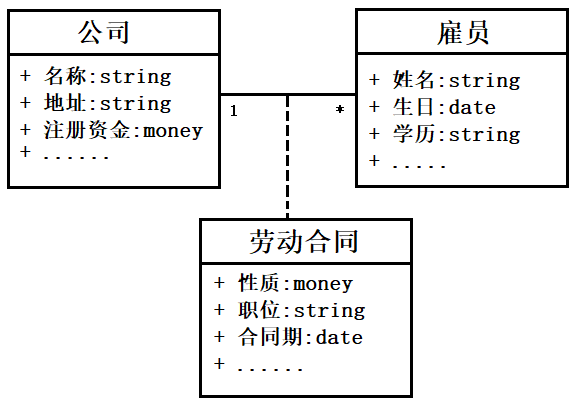 公司
+ 名称:string
+ 地址:string
+ 注册资金:money
+ ......
1
*
雇员
+ 姓名:string
+ 生日:date
+ 学历:string
+ .....
劳动合同
+ 性质:money
+ 职位:string
+ 合同期:date
+ ......